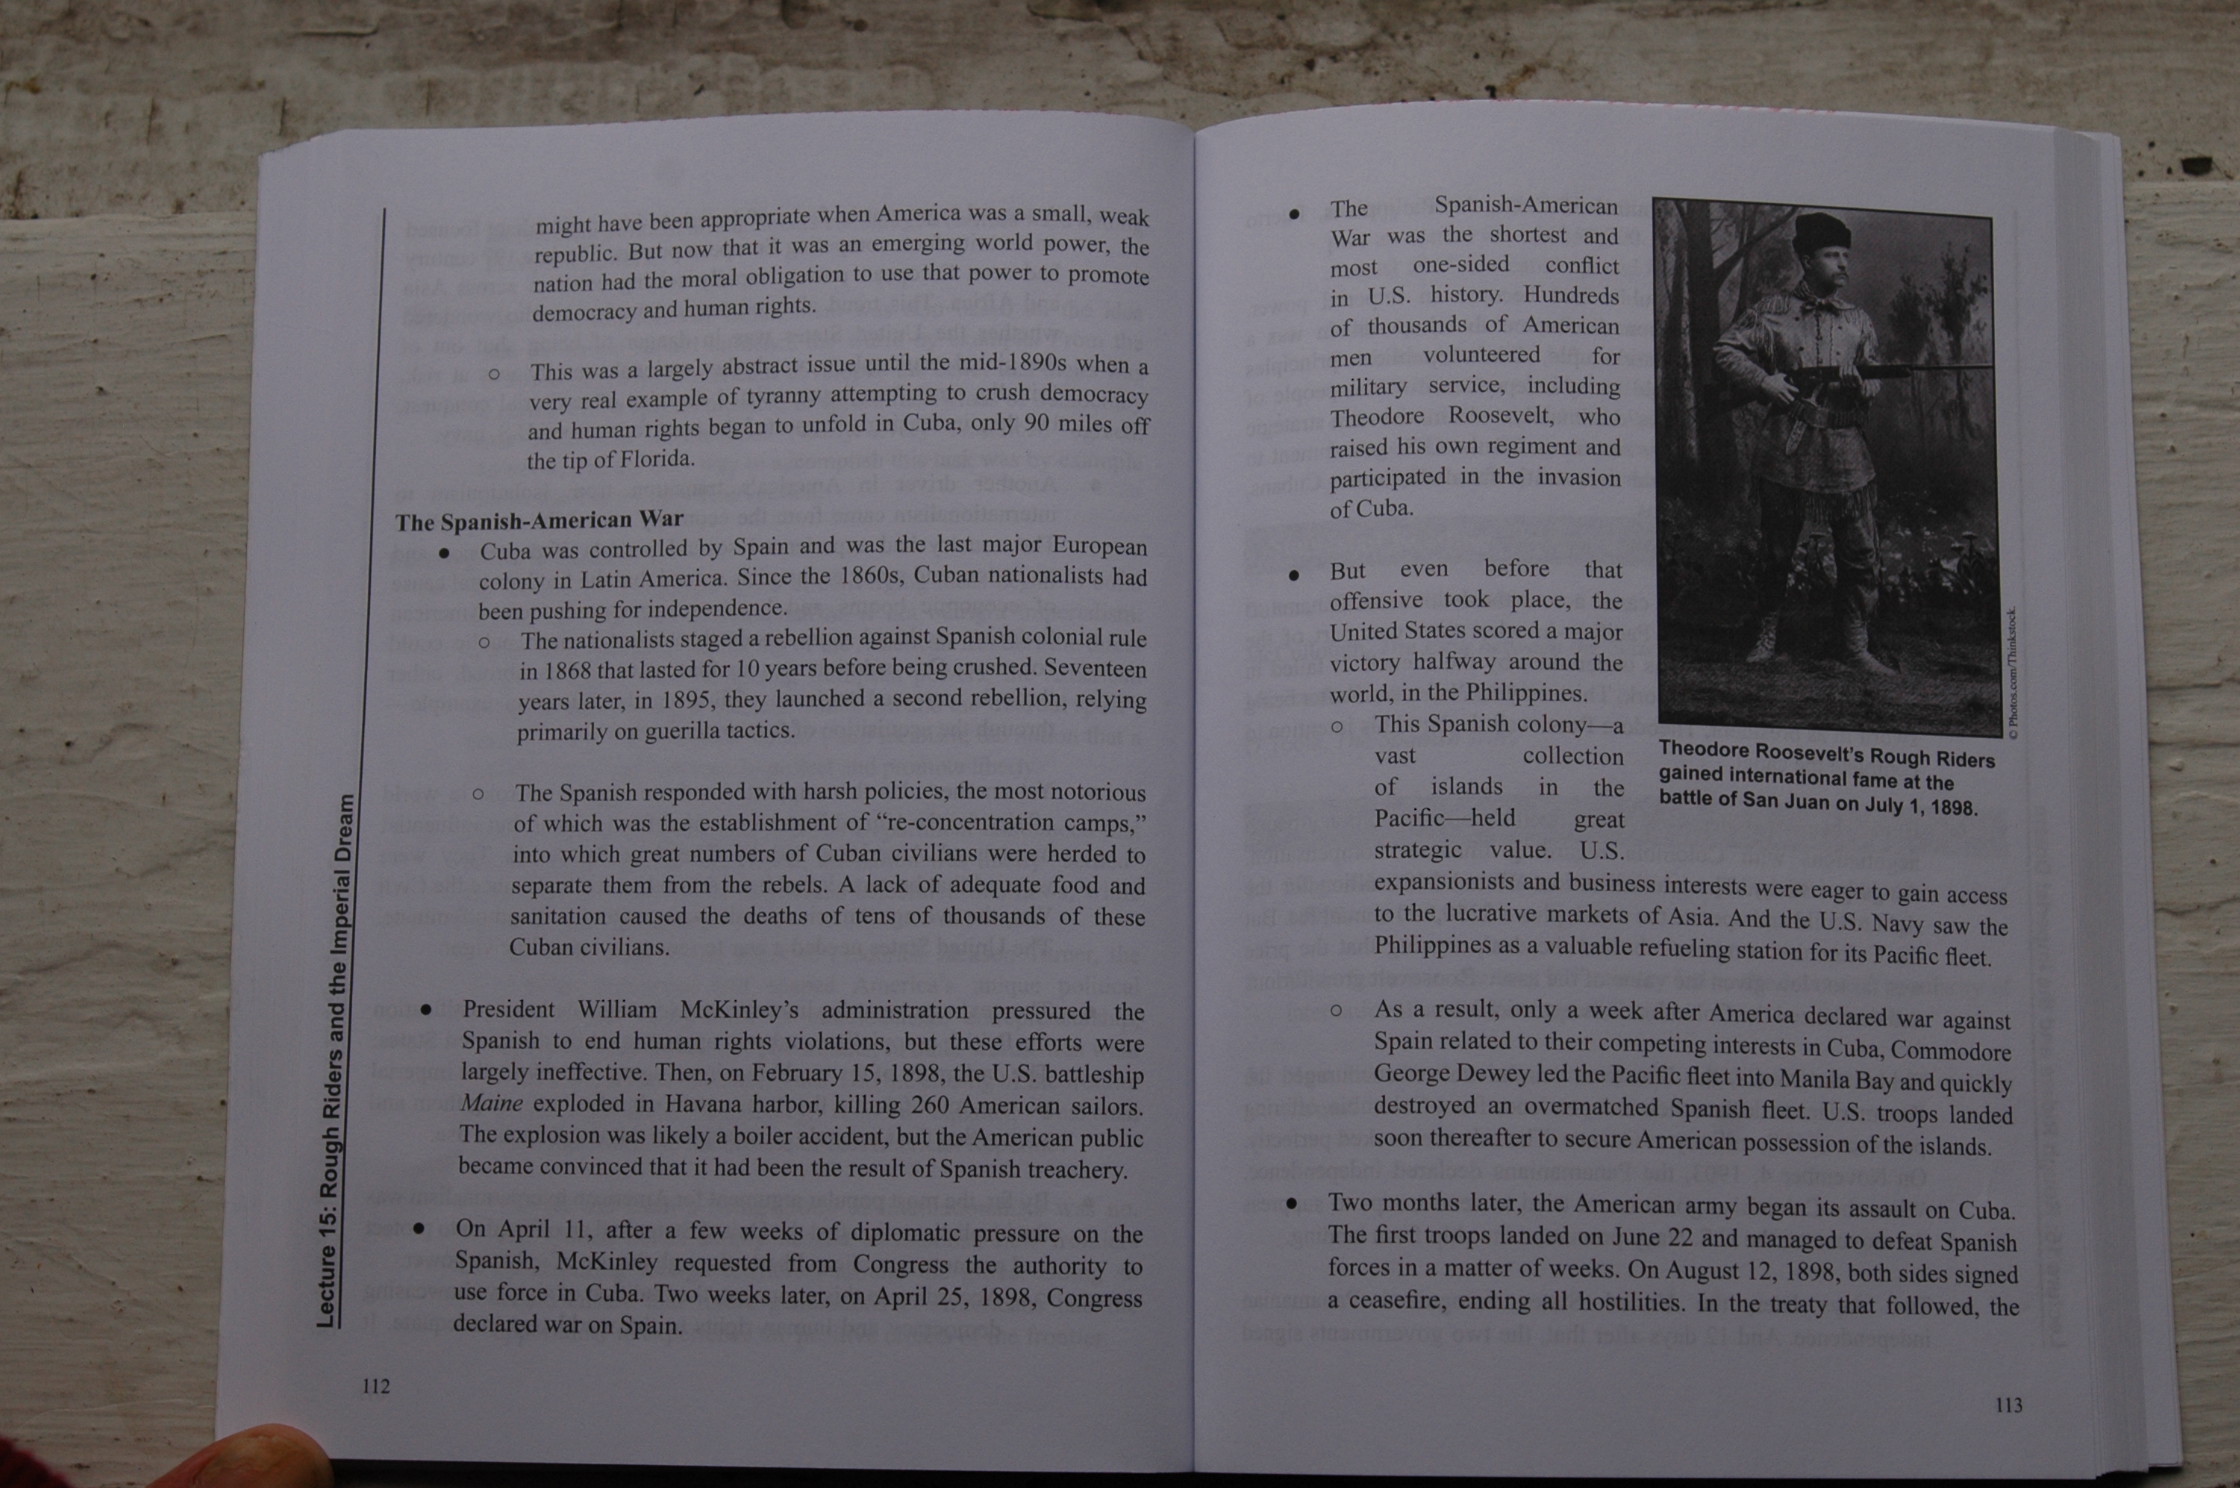 might have been appropriate when America was a small, weak
republic. But now that it was an emerging world power, the
nation had the moral obligation to use that power to promote
democracy and human rights.
○ This was a largely abstract issue until the mid-1890s when a
very real example of tyranny attempting to crush democracy
and human rights began to unfold in Cuba, only 90 miles off
the tip of Florida.
The Spanish-American War
● Cuba was controlled by Spain and was the last major European
colony in Latin America. Since the 1860s, Cuban nationalists had
been pushing for independence.
○ The nationalists staged a rebellion against Spanish colonial rule
in 1868 that lasted for 10 years before being crushed. Seventeen
years later, in 1895, they launched a second rebellion, relying
primarily on guerilla tactics.
○ The Spanish responded with harsh policies, the most notorious
of which was the establishment of “re-concentration camps,”
into which great numbers of Cuban civilians were herded to
separate them from the rebels. A lack of adequate food and
sanitation caused the deaths of tens of thousands of these
Cuban civilians.
● President William McKinley’s administration pressured the
Spanish to end human rights violations, but these efforts were
largely ineffective. Then, on February 15, 1898, the U.S. battleship
Maine exploded in Havana harbor, killing 260 American sailors.
The explosion was likely a boiler accident, but the American public
became convinced that it had been the result of Spanish treachery.
● On April 11, after a few weeks of diplomatic pressure on the
Spanish, McKinley requested from Congress the authority to
use force in Cuba. Two weeks later, on April 25, 1898, Congress
declared war on Spain.
Lecture 15: Rough Riders and the Imperial Dream
112
● The Spanish-American
War was the shortest and
most one-sided conflict
in U.S. history. Hundreds
of thousands of American
men volunteered for
military service, including
Theodore Roosevelt, who
raised his own regiment and
participated in the invasion
of Cuba.
● But even before that
offensive took place, the
United States scored a major
victory halfway around the
world, in the Philippines.
○ This Spanish colony—a
vast collection
of islands in the
Pacific—held great
strategic value. U.S.
expansionists and business interests were eager to gain access
to the lucrative markets of Asia. And the U.S. Navy saw the
Philippines as a valuable refueling station for its Pacific fleet.
○ As a result, only a week after America declared war against
Spain related to their competing interests in Cuba, Commodore
George Dewey led the Pacific fleet into Manila Bay and quickly
destroyed an overmatched Spanish fleet. U.S. troops landed
soon thereafter to secure American possession of the islands.
● Two months later, the American army began its assault on Cuba.
The first troops landed on June 22 and managed to defeat Spanish
forces in a matter of weeks. On August 12, 1898, both sides signed
a ceasefire, ending all hostilities. In the treaty that followed, the
© Photos.com/Thinkstock.
Theodore Roosevelt’s Rough Riders
gained international fame at the
battle of San Juan on July 1, 1898.
113